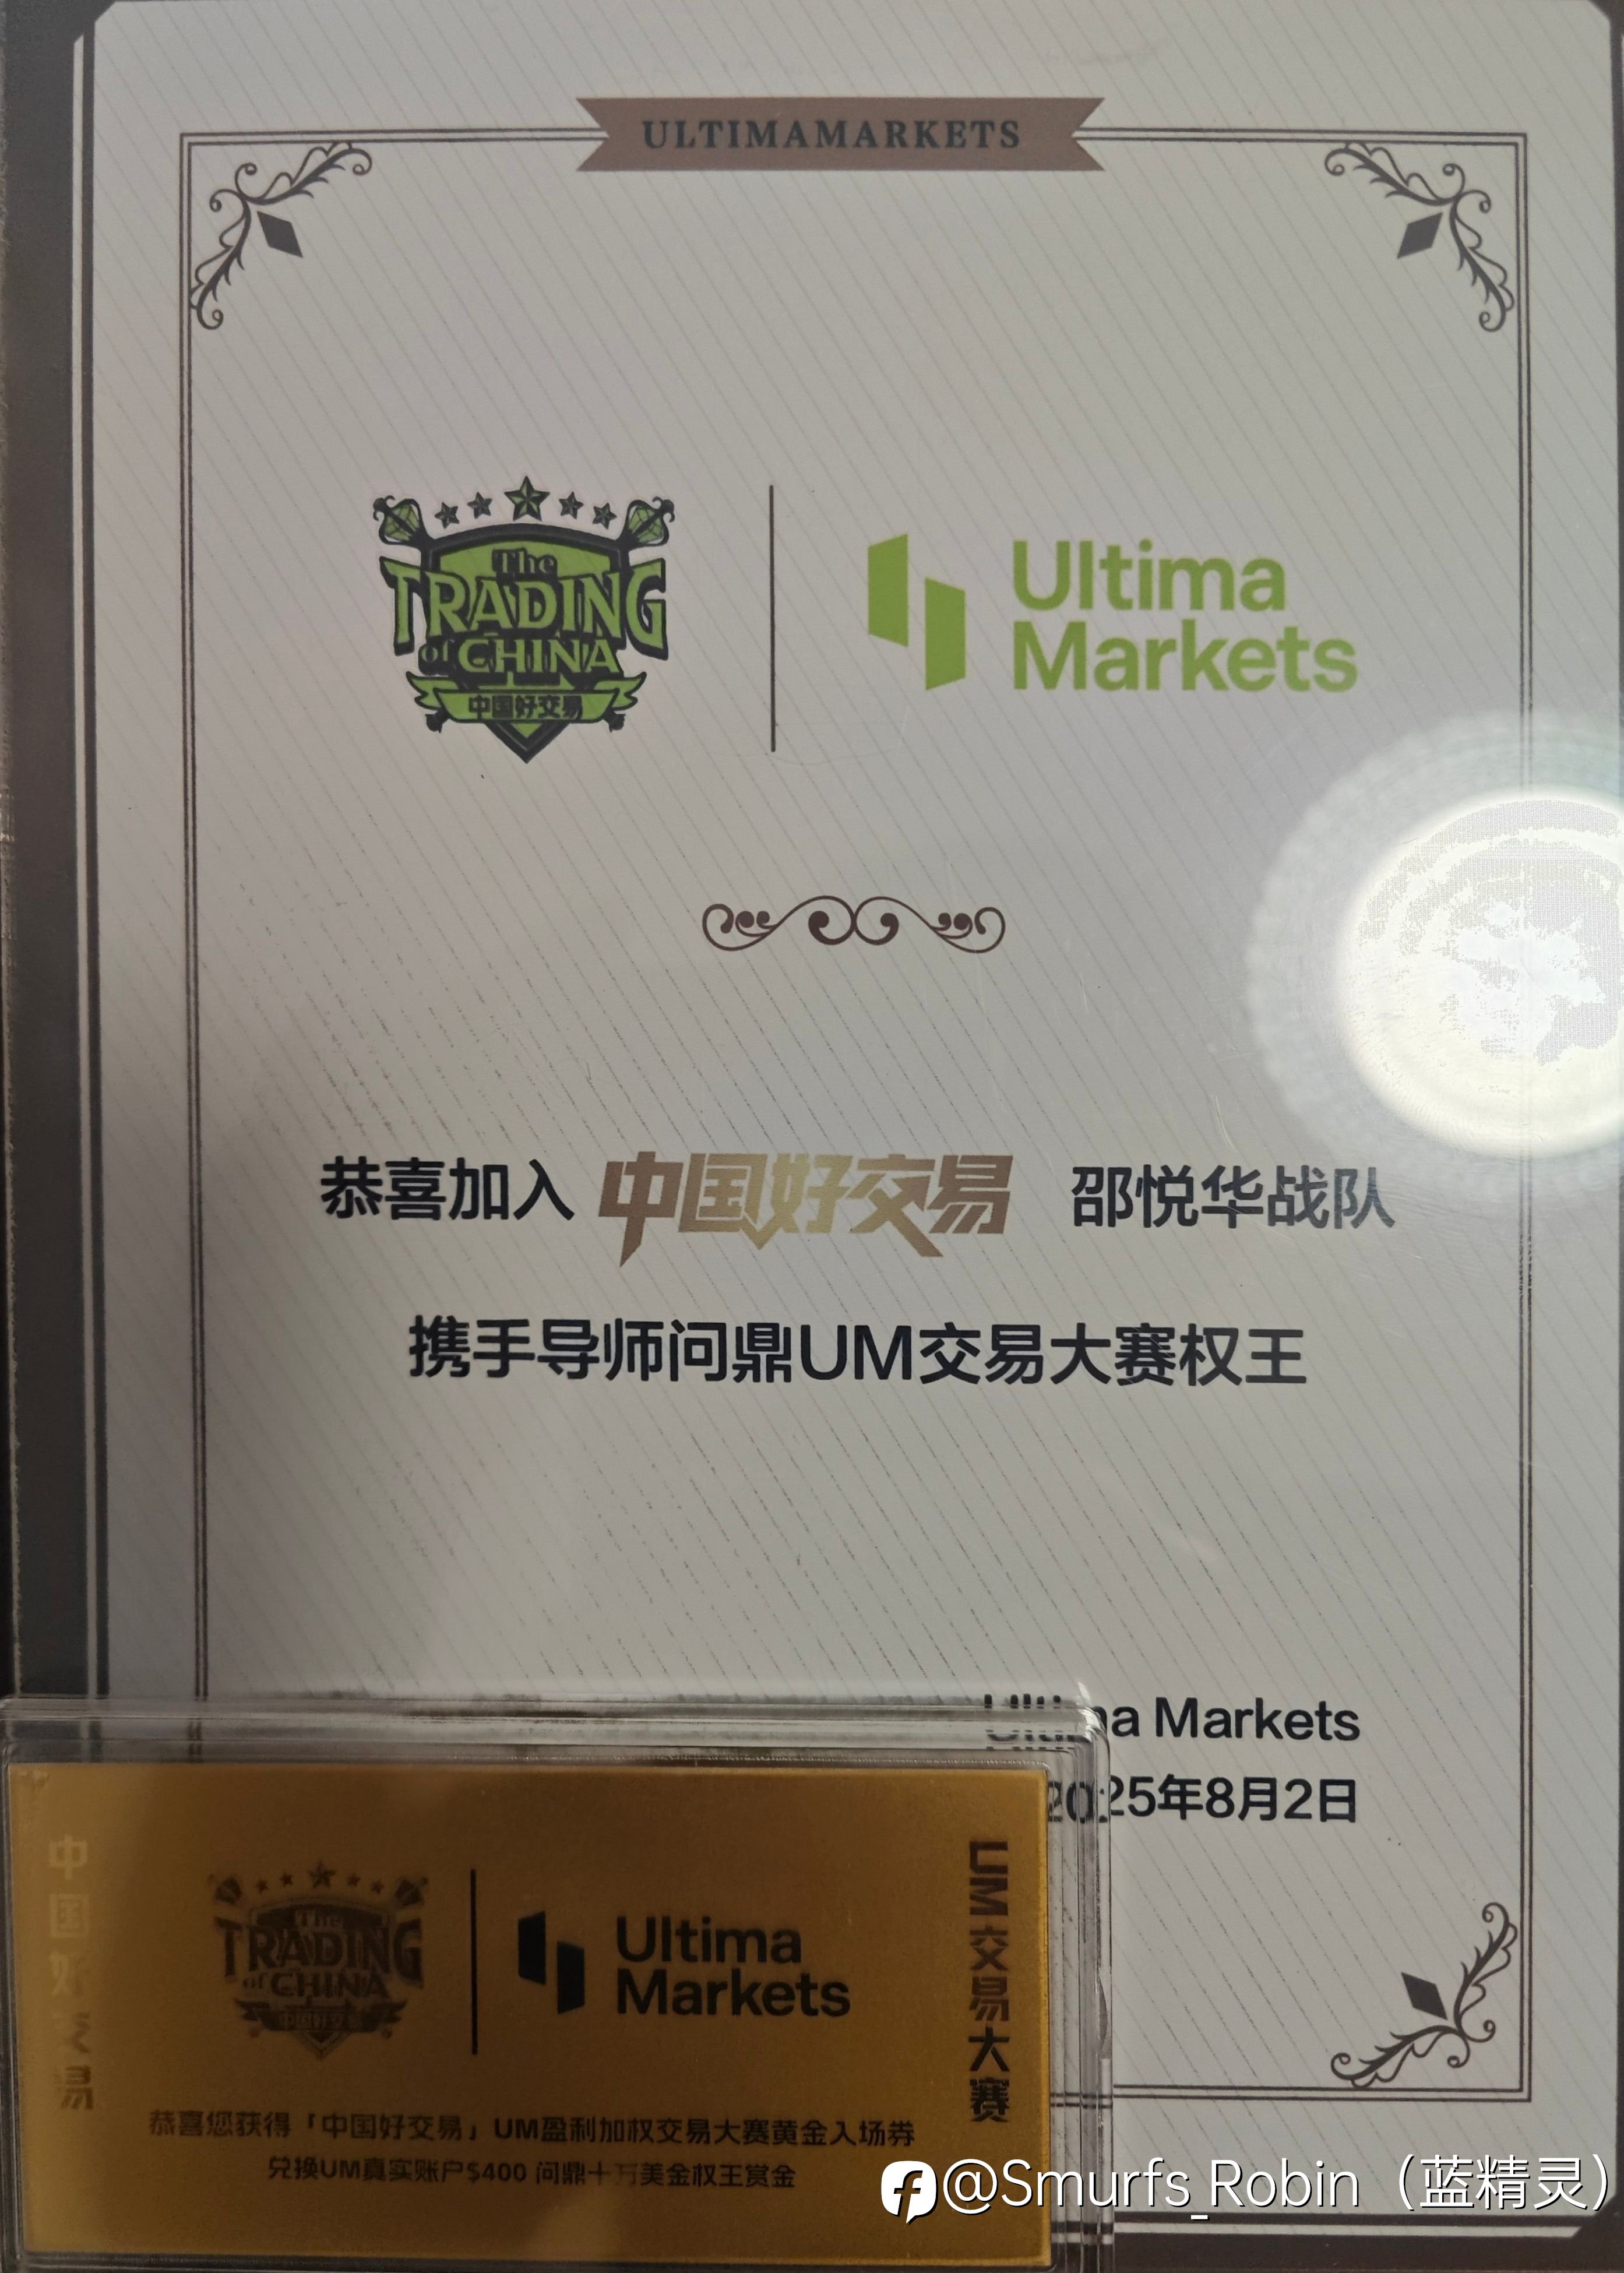 ULTIMAMARKETS
The
TRADING
of CHINA
中国好交易
Ultima
Markets
恭喜加入 中国好交易 邵悦华战队
携手导师问鼎UM交易大赛权王
Ultima Markets
2025年8月2日
中国好交易
The
TRADING
of CHINA
中国好交易
Ultima
Markets
UM交易大赛
恭喜您获得「中国好交易」UM盈利加权交易大赛黄金入场券
兑换UM真实账户$400 问鼎十万美金权王赏金
@Smurfs_Robin（蓝精灵）